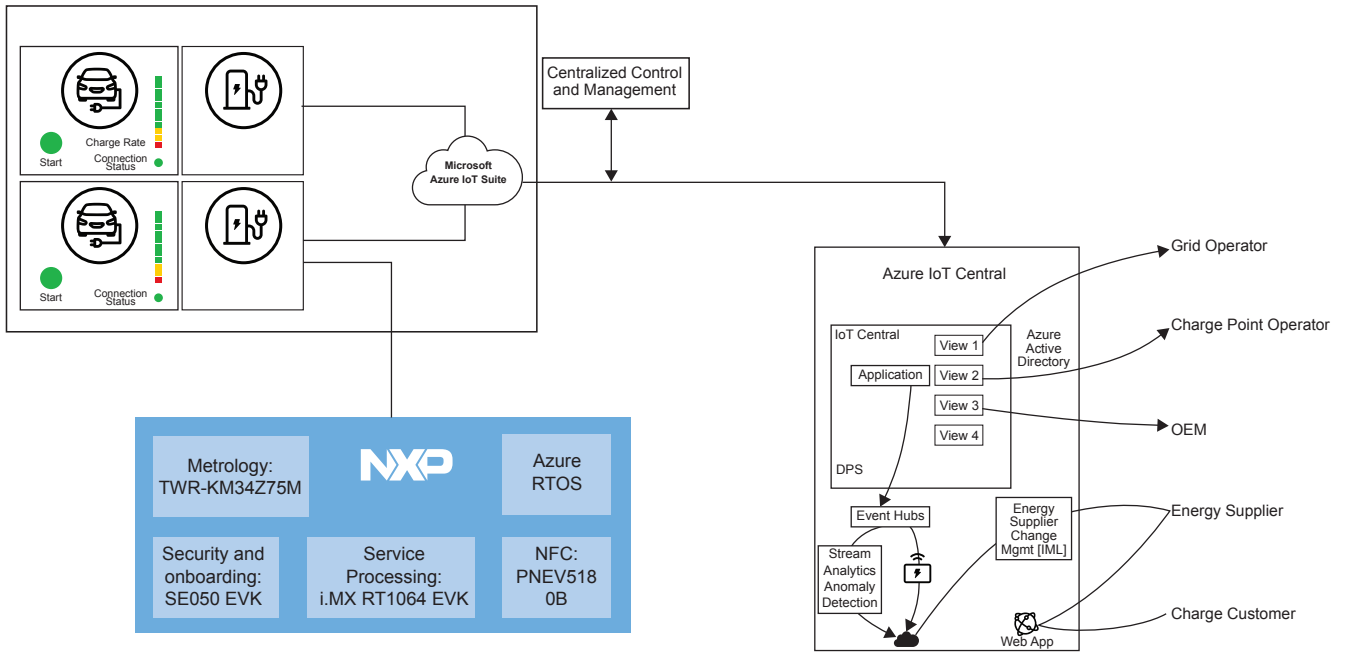 Charge Rate
Start
Connection
Status
Start
Connection
Status
Microsoft
Azure IoT Suite
Centralized Control
and Management
Metrology:
TWR-KM34Z75M
NXP
Azure
RTOS
Security and
onboarding:
SE050 EVK
Service
Processing:
i.MX RT1064 EVK
NFC:
PNEV518
0B
Azure IoT Central
IoT Central
View 1
Azure
Active
Directory
Application
View 2
View 3
View 4
DPS
Event Hubs
Energy
Supplier
Change
Mgmt [IML]
Stream
Analytics
Anomaly
Detection
Web App
Grid Operator
Charge Point Operator
OEM
Energy Supplier
Charge Customer